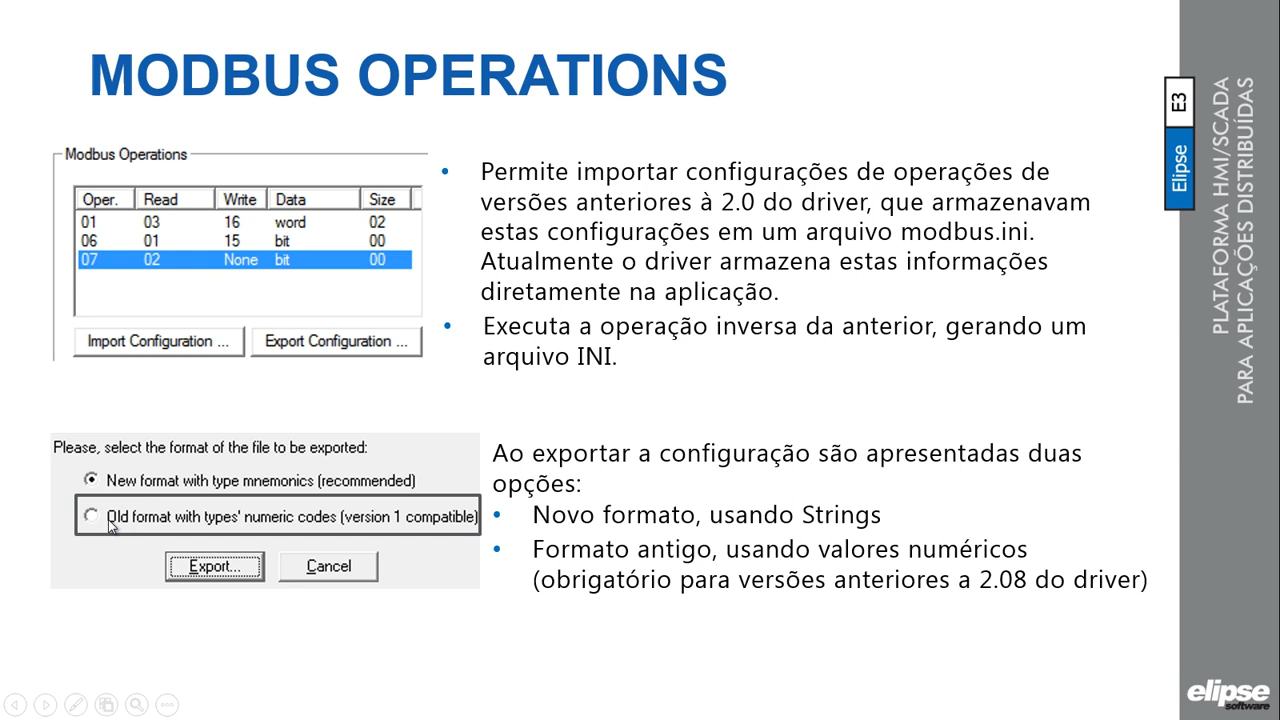 MODBUS OPERATIONS
Modbus Operations
Oper. Read Write Data Size
01 03 16 word 02
06 01 15 bit 00
07 02 None bit 00
Import Configuration ... Export Configuration ...
• Permite importar configurações de operações de
versões anteriores à 2.0 do driver, que armazenavam
estas configurações em um arquivo modbus.ini.
Atualmente o driver armazena estas informações
diretamente na aplicação.
• Executa a operação inversa da anterior, gerando um
arquivo INI.
Please, select the format of the file to be exported:
New format with type mnemonics (recommended)
Old format with types' numeric codes (version 1 compatible)
Export... Cancel
Ao exportar a configuração são apresentadas duas
opções:
• Novo formato, usando Strings
• Formato antigo, usando valores numéricos
(obrigatório para versões anteriores a 2.08 do driver)
Elipse E3
PLATAFORMA HMI/SCADA
PARA APLICAÇÕES DISTRIBUÍDAS
elipse
software